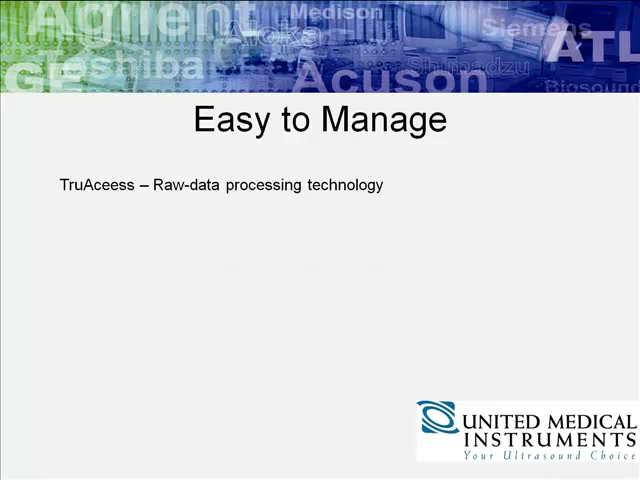 Agilent
Medison
Aloka
Siemens
ATL
GE
Toshiba
Acuson
Shimadzu
Biosound
Easy to Manage
TruAceess – Raw-data processing technology
UNITED MEDICAL
INSTRUMENTS
Your Ultrasound Choice